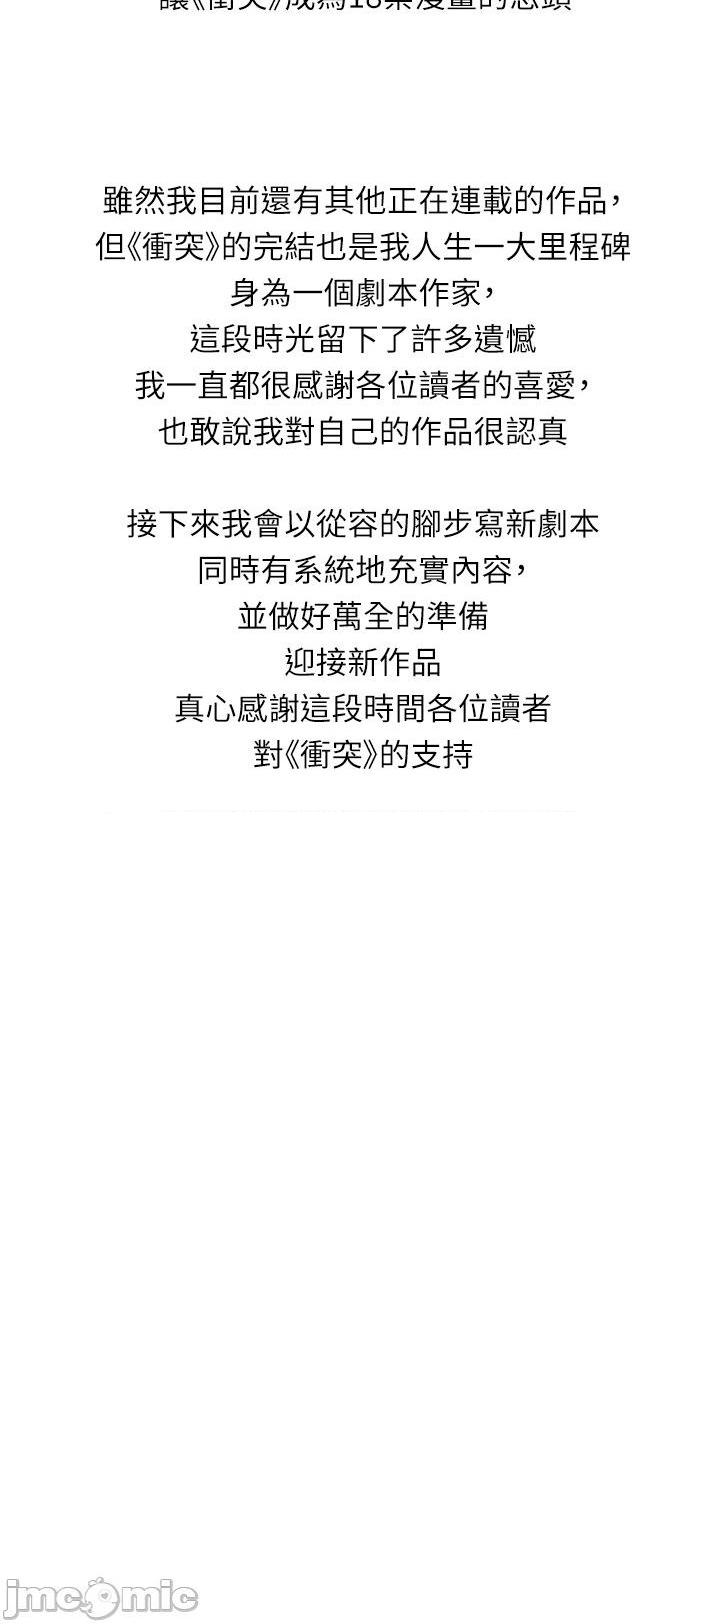 讓《衝突》成為18禁漫畫的念頭
雖然我目前還有其他正在連載的作品，
但《衝突》的完結也是我人生一大里程碑
身為一個劇本作家，
這段時光留下了許多遺憾
我一直都很感謝各位讀者的喜愛，
也敢說我對自己的作品很認真
接下來我會以從容的腳步寫新劇本
同時有系統地充實內容，
並做好萬全的準備
迎接新作品
真心感謝這段時間各位讀者
對《衝突》的支持
jmcomic